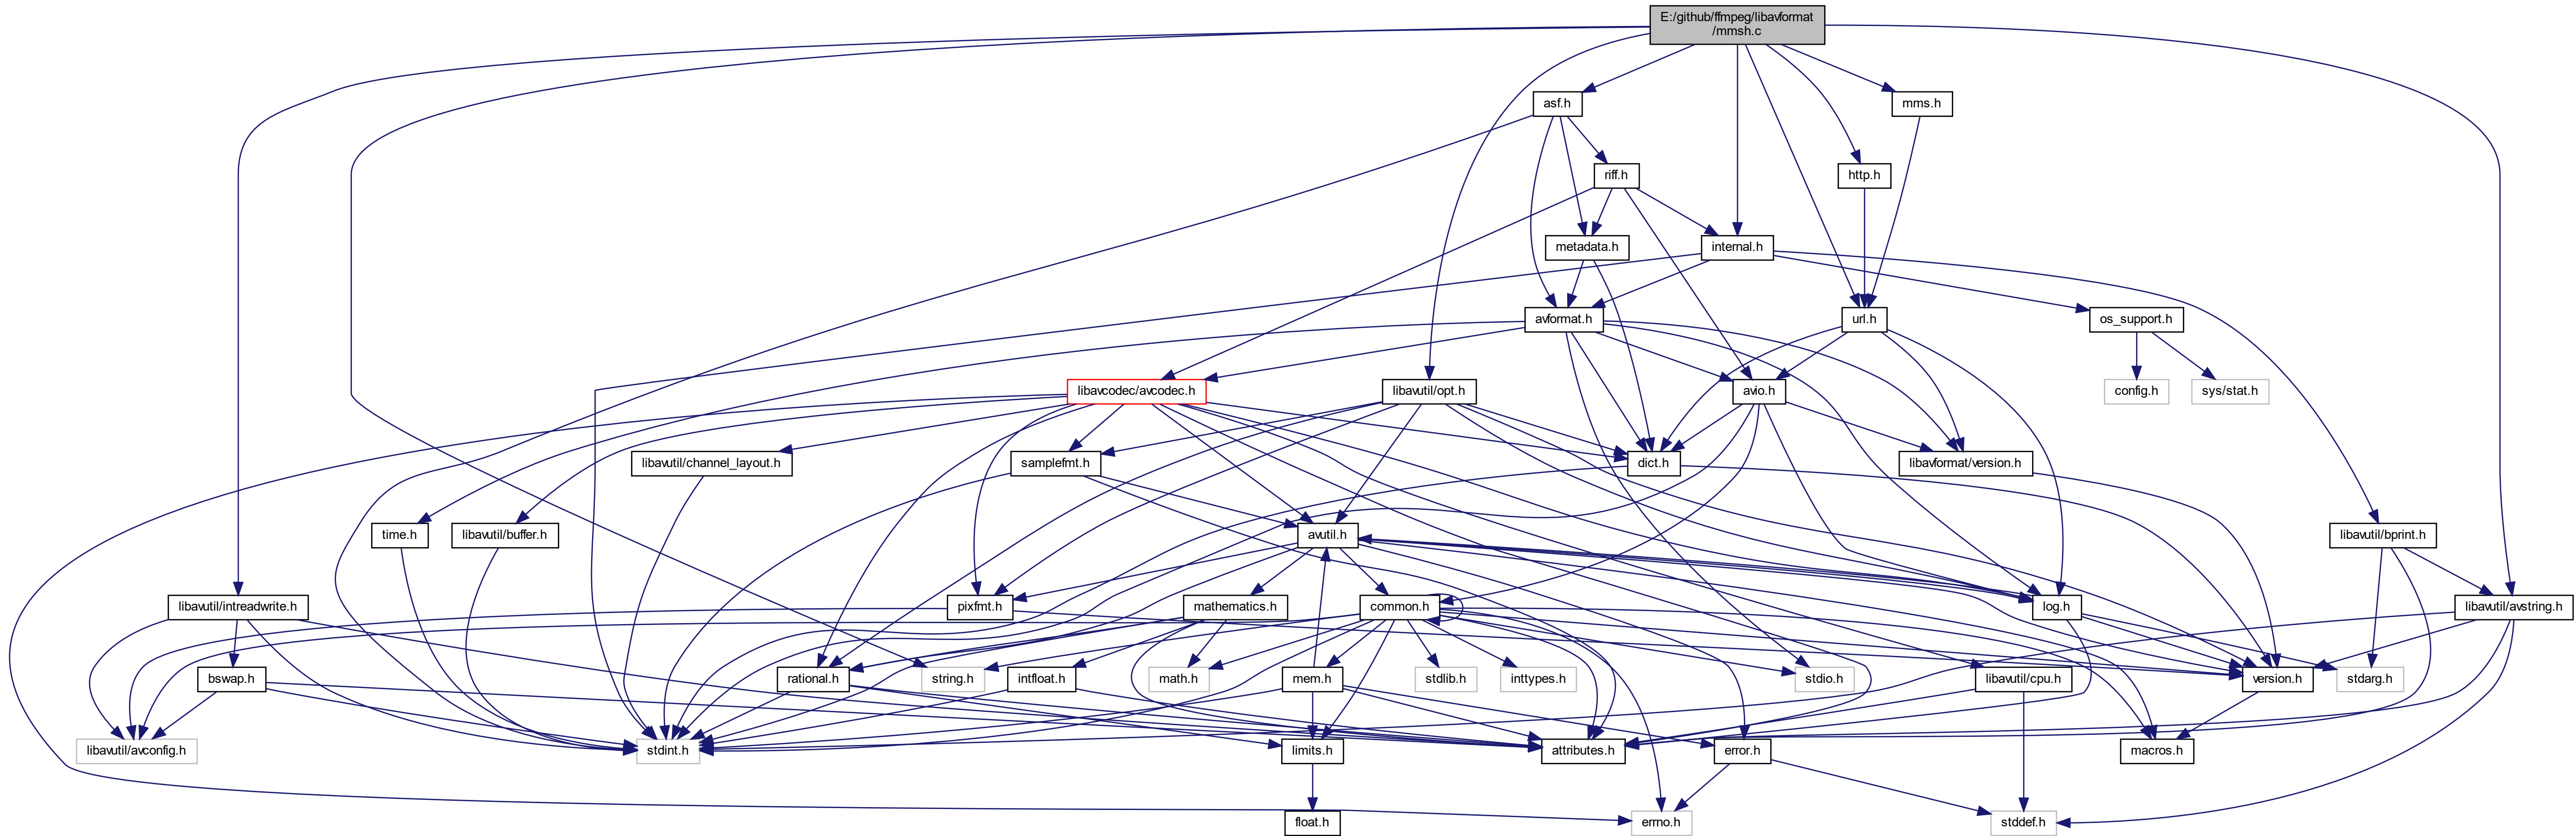 E:/github/ffmpeg/libavformat
/mmsh.c
asf.h
mms.h
riff.h
http.h
metadata.h
internal.h
avformat.h
url.h
os_support.h
libavcodec/avcodec.h
libavutil/opt.h
avio.h
config.h
sys/stat.h
libavutil/channel_layout.h
samplefmt.h
dict.h
libavformat/version.h
time.h
libavutil/buffer.h
avutil.h
libavutil/bprint.h
libavutil/intreadwrite.h
pixfmt.h
mathematics.h
common.h
log.h
libavutil/avstring.h
bswap.h
rational.h
string.h
intfloat.h
math.h
mem.h
stdlib.h
inttypes.h
stdio.h
libavutil/cpu.h
version.h
stdarg.h
libavutil/avconfig.h
stdint.h
limits.h
attributes.h
error.h
macros.h
float.h
errno.h
stddef.h